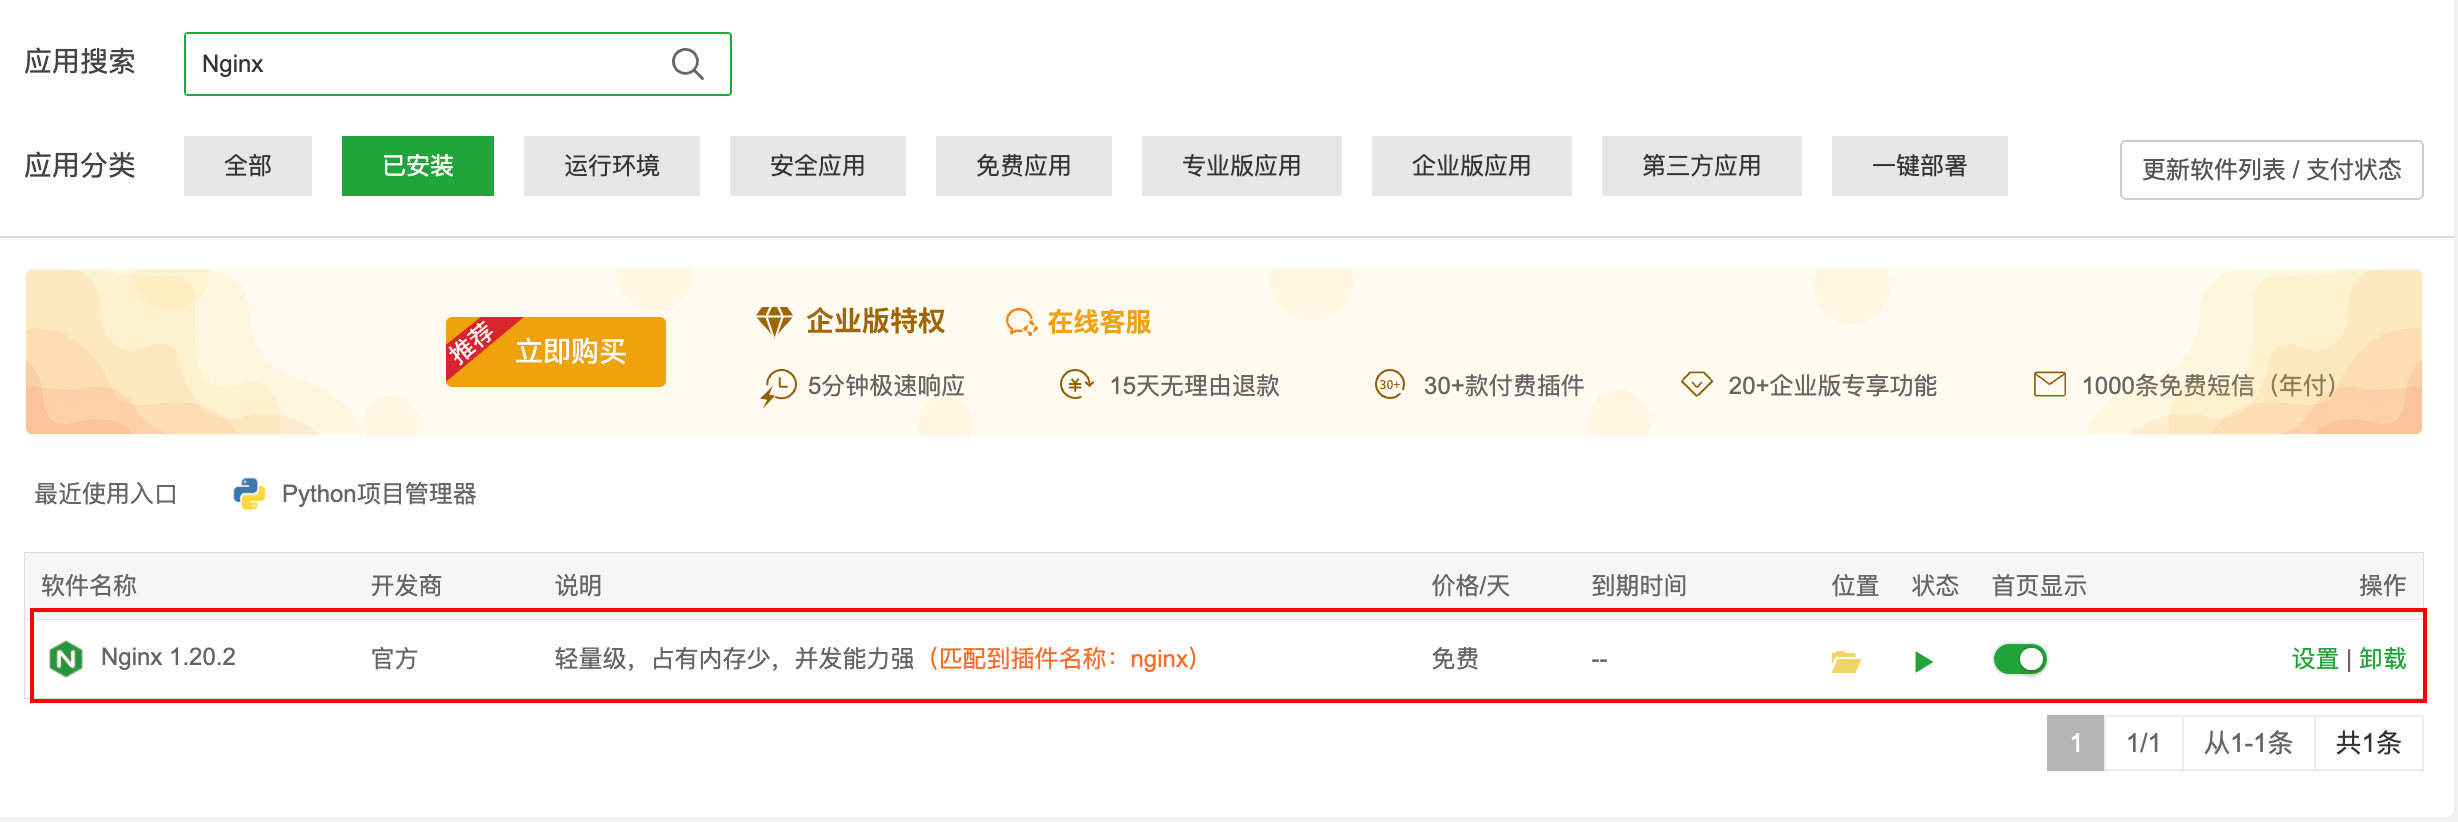 应用搜索 Nginx
应用分类 全部 已安装 运行环境 安全应用 免费应用 专业版应用 企业版应用 第三方应用 一键部署 更新软件列表 / 支付状态
推荐 立即购买 企业版特权 在线客服
5分钟极速响应 ¥ 15天无理由退款 30+ 30+款付费插件 20+企业版专享功能 1000条免费短信（年付）
最近使用入口 Python项目管理器
软件名称 开发商 说明 价格/天 到期时间 位置 状态 首页显示 操作
N Nginx 1.20.2 官方 轻量级，占有内存少，并发能力强（匹配到插件名称：nginx） 免费 -- 设置 | 卸载
1 1/1 从1-1条 共1条